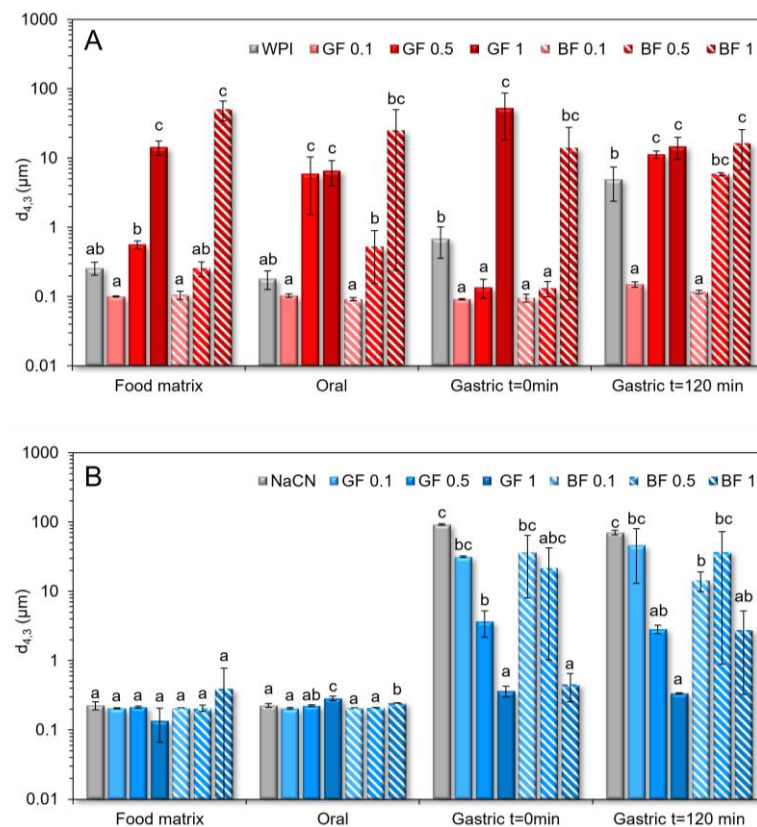 1000
A
WPI GF 0.1 GF 0.5 GF 1 BF 0.1 BF 0.5 BF 1
100
10
1
0.1
0.01
d4,3 (µm)
ab a b c a ab c
a a c c a b bc
b a a c a a bc
b a c c a bc c
Food matrix Oral Gastric t=0min Gastric t=120 min
1000
B
NaCN GF 0.1 GF 0.5 GF 1 BF 0.1 BF 0.5 BF 1
100
10
1
0.1
0.01
d4,3 (µm)
a a a a a a a
a a ab c a a b
c bc b a bc abc a
c bc ab a b bc ab
Food matrix Oral Gastric t=0min Gastric t=120 min